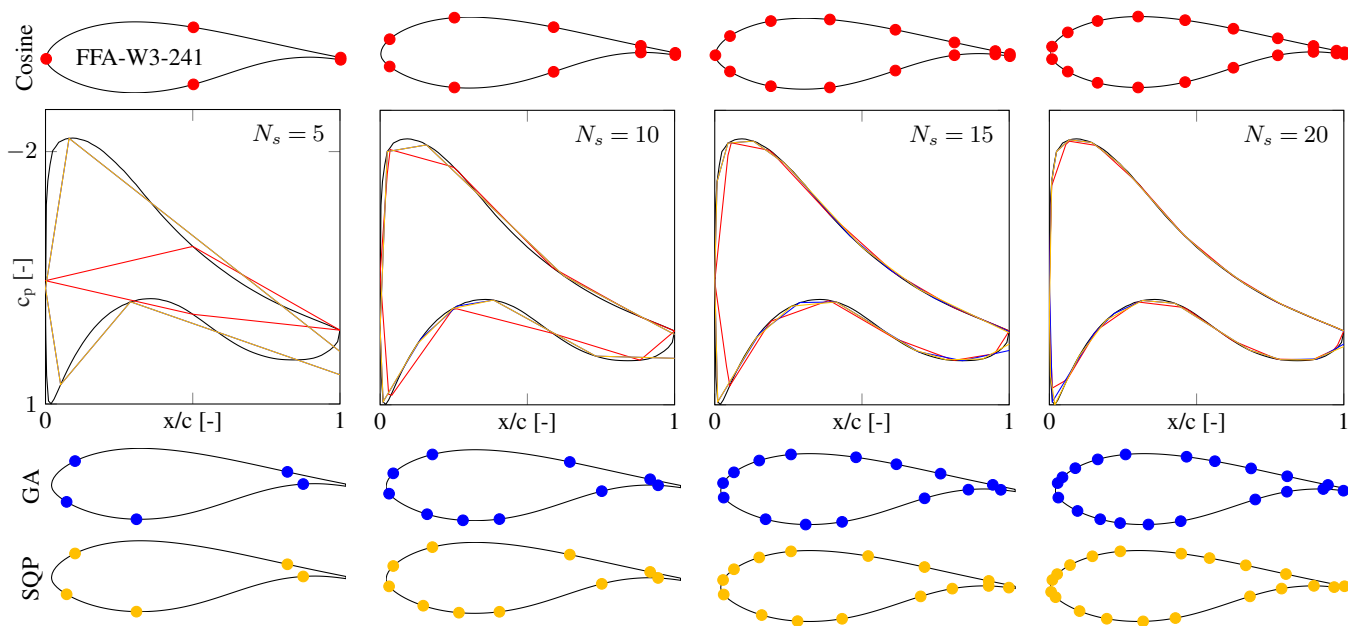 Cosine
FFA-W3-241
N_s = 5
N_s = 10
N_s = 15
N_s = 20
−2
c_p [-]
1
0
x/c [-]
1
0
x/c [-]
1
0
x/c [-]
1
0
x/c [-]
1
GA
SQP